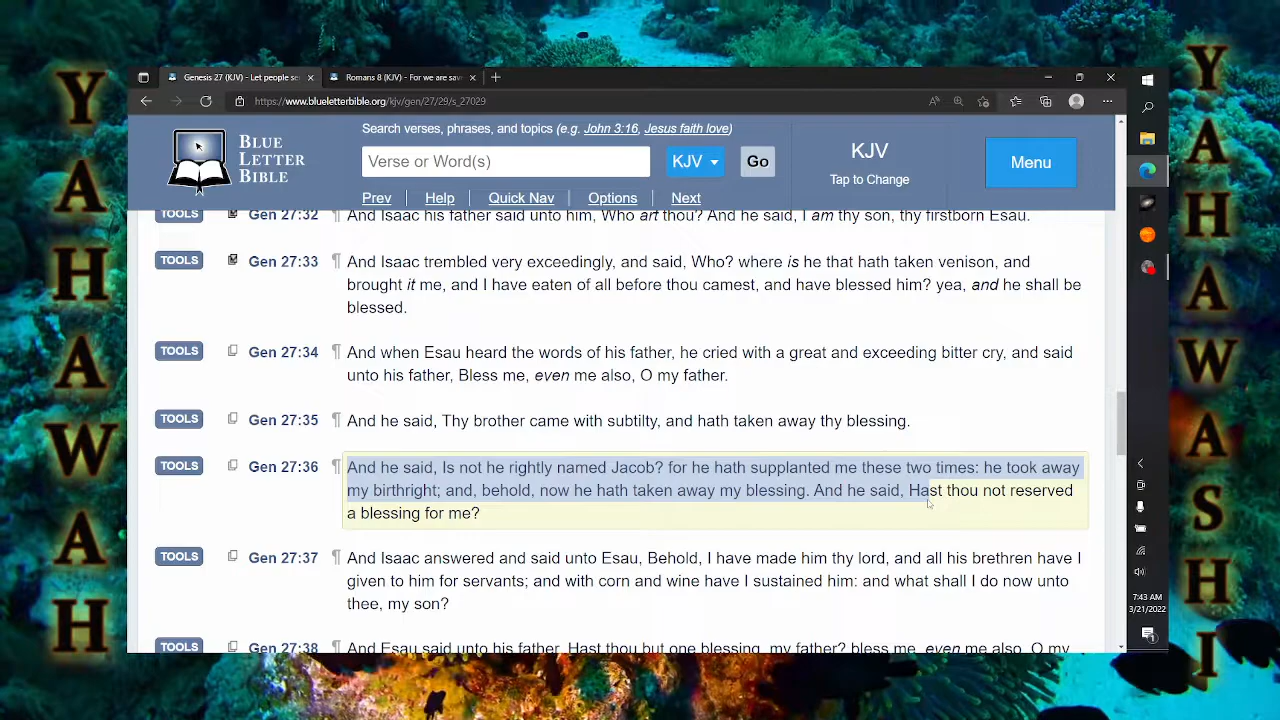 YAHAWAH
Genesis 27 (KJV) - Let people se
Romans 8 (KJV) - For we are sav
https://www.blueletterbible.org/kjv/gen/27/29/s_27029
BLUE
LETTER
BIBLE
Search verses, phrases, and topics (e.g. John 3:16, Jesus faith love)
Verse or Word(s)
KJV
Go
KJV
Tap to Change
Menu
Prev
Help
Quick Nav
Options
Next
TOOLS Gen 27:32 ¶ And Isaac his father said unto him, Who art thou? And he said, I am thy son, thy firstborn Esau.
TOOLS Gen 27:33 ¶ And Isaac trembled very exceedingly, and said, Who? where is he that hath taken venison, and
brought it me, and I have eaten of all before thou camest, and have blessed him? yea, and he shall be
blessed.
TOOLS Gen 27:34 ¶ And when Esau heard the words of his father, he cried with a great and exceeding bitter cry, and said
unto his father, Bless me, even me also, O my father.
TOOLS Gen 27:35 ¶ And he said, Thy brother came with subtilty, and hath taken away thy blessing.
TOOLS Gen 27:36 ¶ And he said, Is not he rightly named Jacob? for he hath supplanted me these two times: he took away
my birthright; and, behold, now he hath taken away my blessing. And he said, Hast thou not reserved
a blessing for me?
TOOLS Gen 27:37 ¶ And Isaac answered and said unto Esau, Behold, I have made him thy lord, and all his brethren have I
given to him for servants; and with corn and wine have I sustained him: and what shall I do now unto
thee, my son?
TOOLS Gen 27:38 ¶ And Esau said unto his father, Hast thou but one blessing, my father? bless me, even me also, O my
7:43 AM
3/21/2022
1
YAHAWASHI